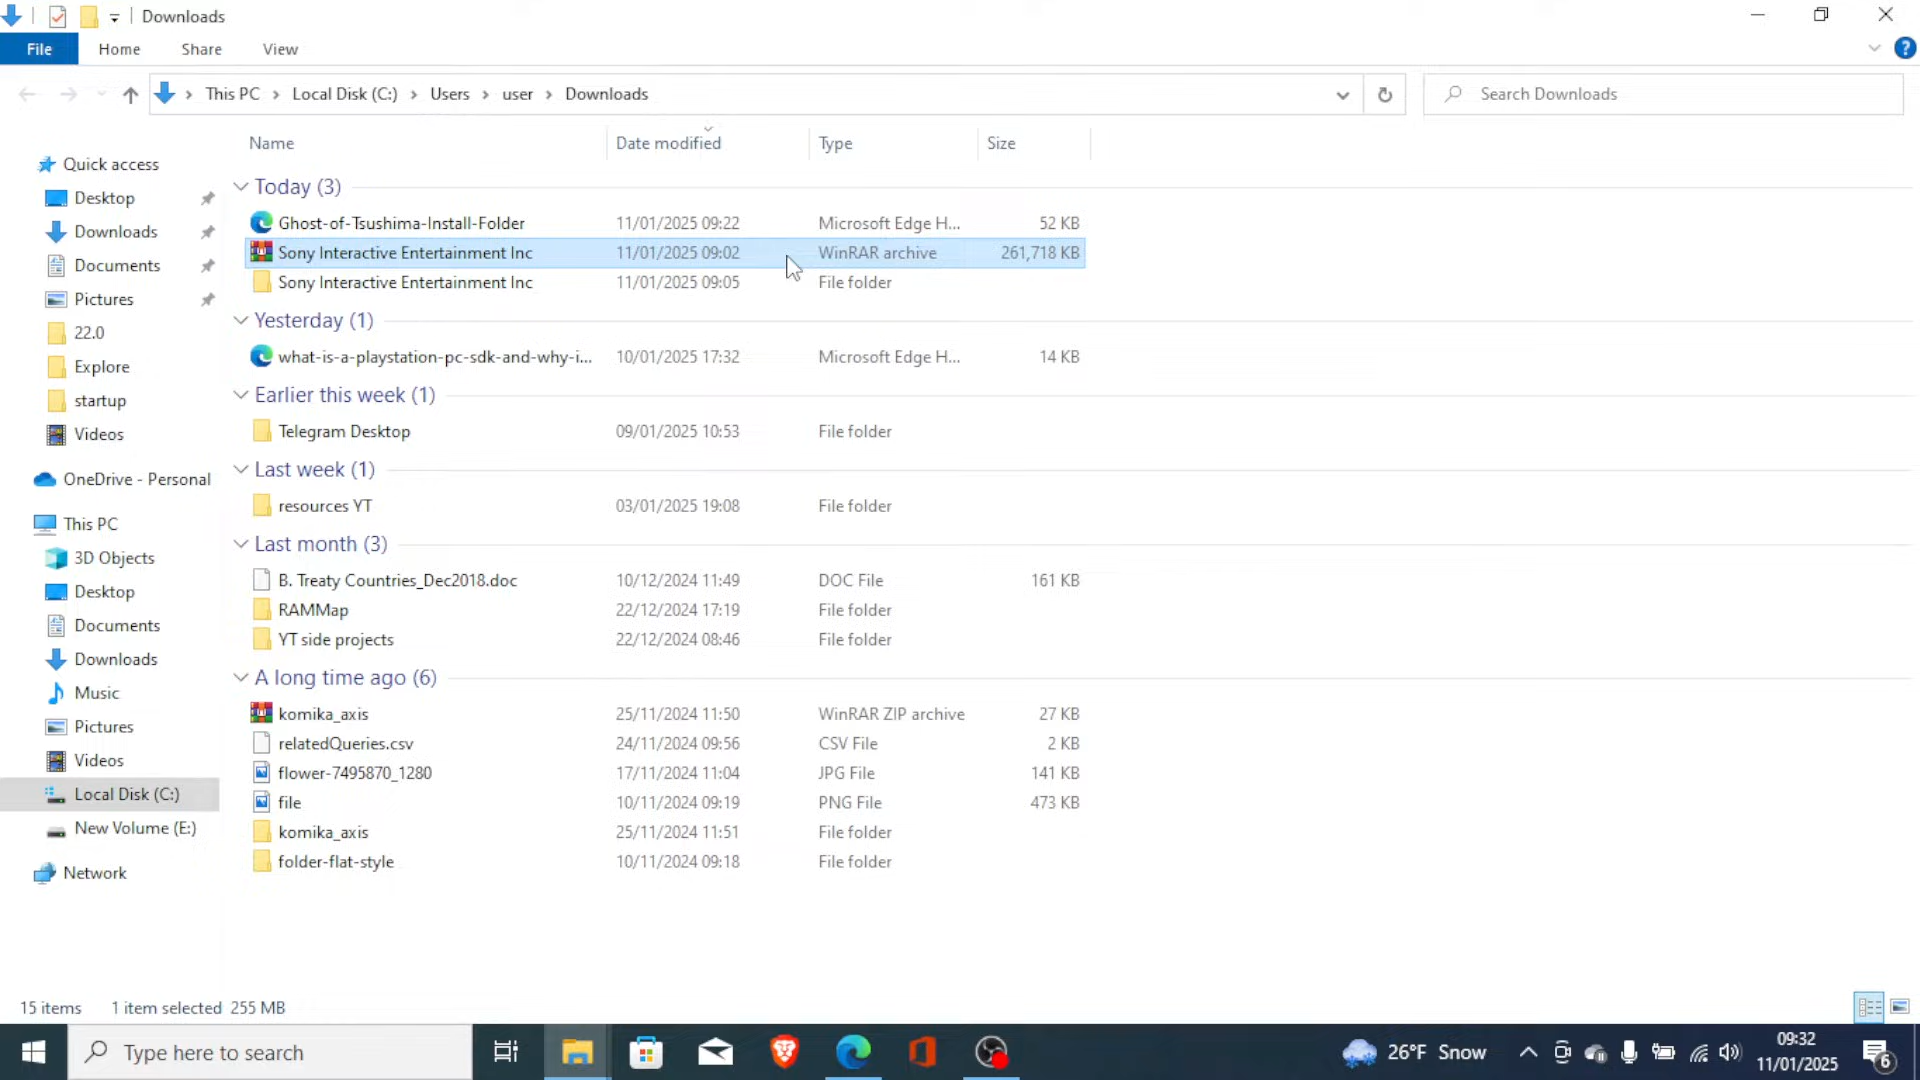 Downloads
File Home Share View
This PC Local Disk (C:) Users user Downloads Search Downloads
Name Date modified Type Size
Quick access
Desktop
Downloads
Documents
Pictures
22.0
Explore
startup
Videos
OneDrive - Personal
This PC
3D Objects
Desktop
Documents
Downloads
Music
Pictures
Videos
Local Disk (C:)
New Volume (E:)
Network
Today (3)
Ghost-of-Tsushima-Install-Folder 11/01/2025 09:22 Microsoft Edge H... 52 KB
Sony Interactive Entertainment Inc 11/01/2025 09:02 WinRAR archive 261,718 KB
Sony Interactive Entertainment Inc 11/01/2025 09:05 File folder
Yesterday (1)
what-is-a-playstation-pc-sdk-and-why-i... 10/01/2025 17:32 Microsoft Edge H... 14 KB
Earlier this week (1)
Telegram Desktop 09/01/2025 10:53 File folder
Last week (1)
resources YT 03/01/2025 19:08 File folder
Last month (3)
B. Treaty Countries_Dec2018.doc 10/12/2024 11:49 DOC File 161 KB
RAMMap 22/12/2024 17:19 File folder
YT side projects 22/12/2024 08:46 File folder
A long time ago (6)
komika_axis 25/11/2024 11:50 WinRAR ZIP archive 27 KB
relatedQueries.csv 24/11/2024 09:56 CSV File 2 KB
flower-7495870_1280 17/11/2024 11:04 JPG File 141 KB
file 10/11/2024 09:19 PNG File 473 KB
komika_axis 25/11/2024 11:51 File folder
folder-flat-style 10/11/2024 09:18 File folder
15 items 1 item selected 255 MB
Type here to search 26°F Snow 09:32
11/01/2025 6